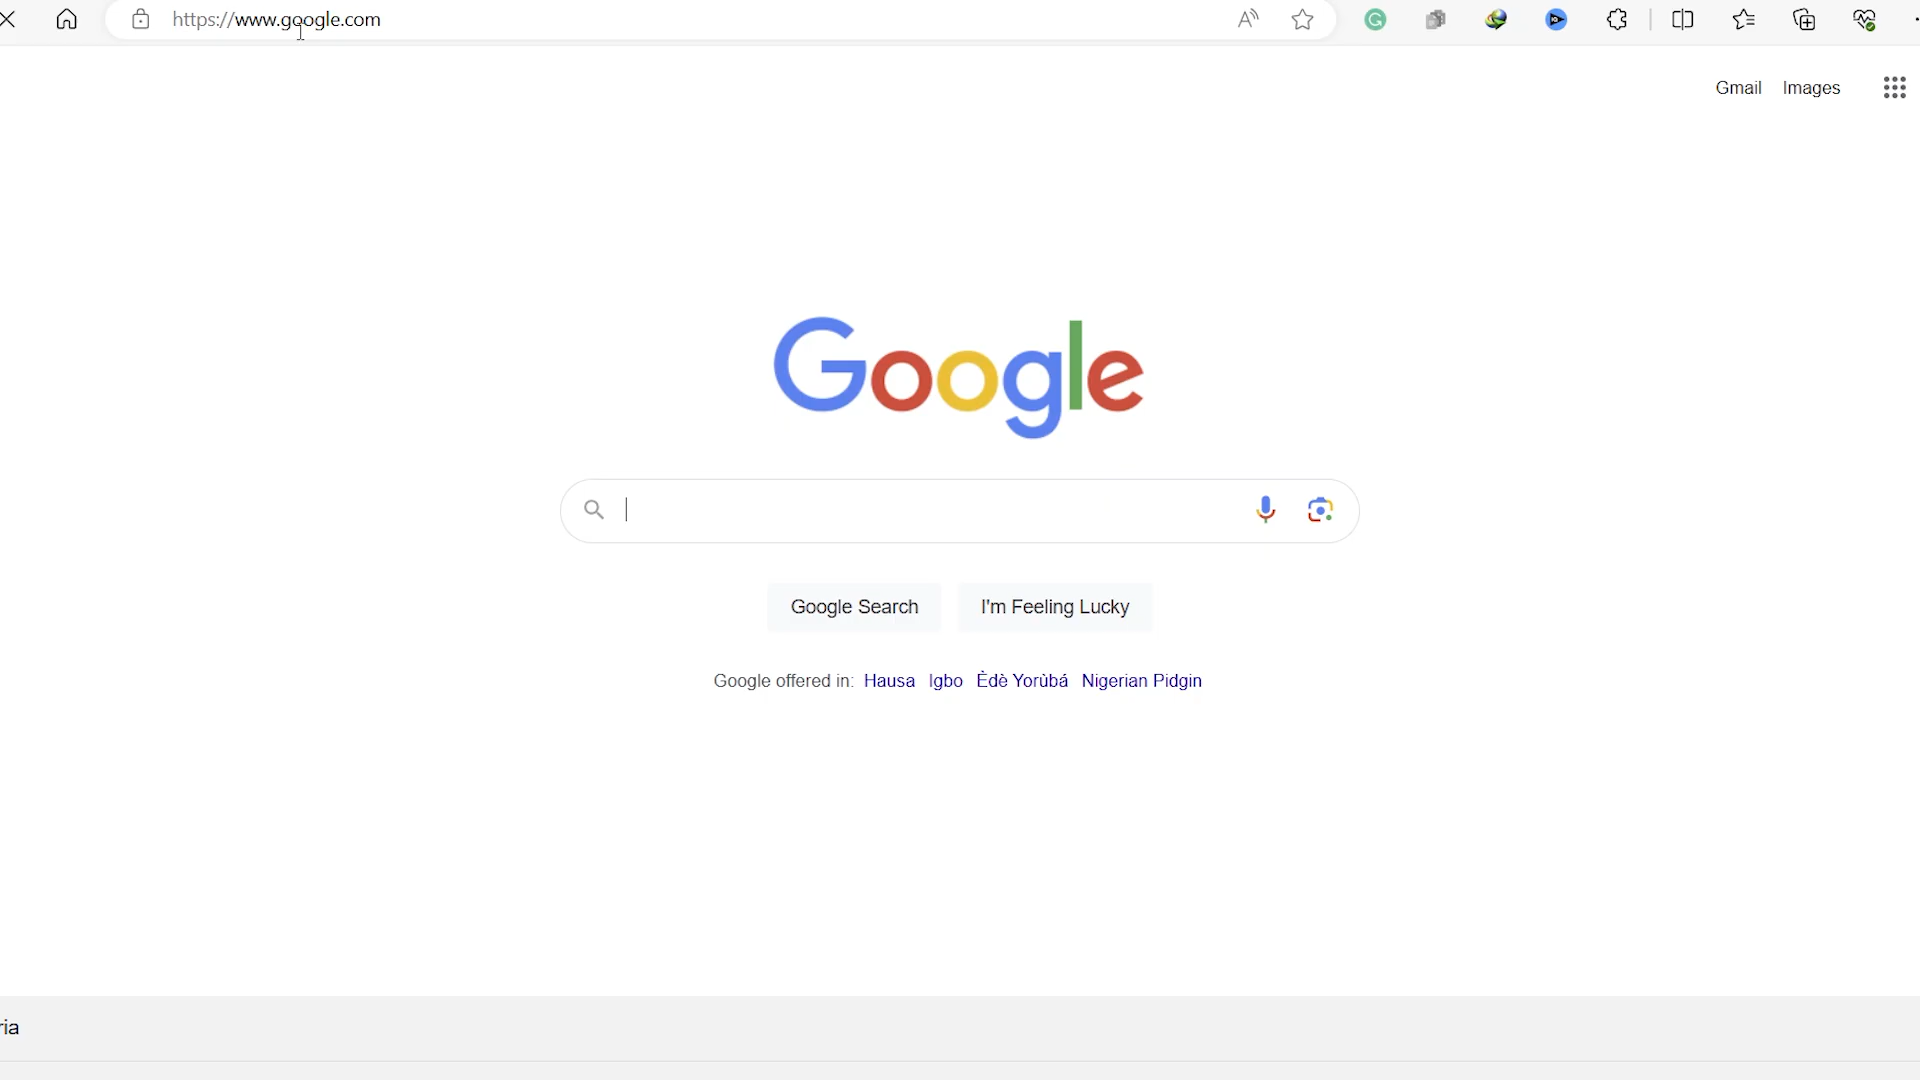 https://www.google.com
Gmail Images
Google
Google Search I'm Feeling Lucky
Google offered in: Hausa Igbo Èdè Yorùbá Nigerian Pidgin
ria